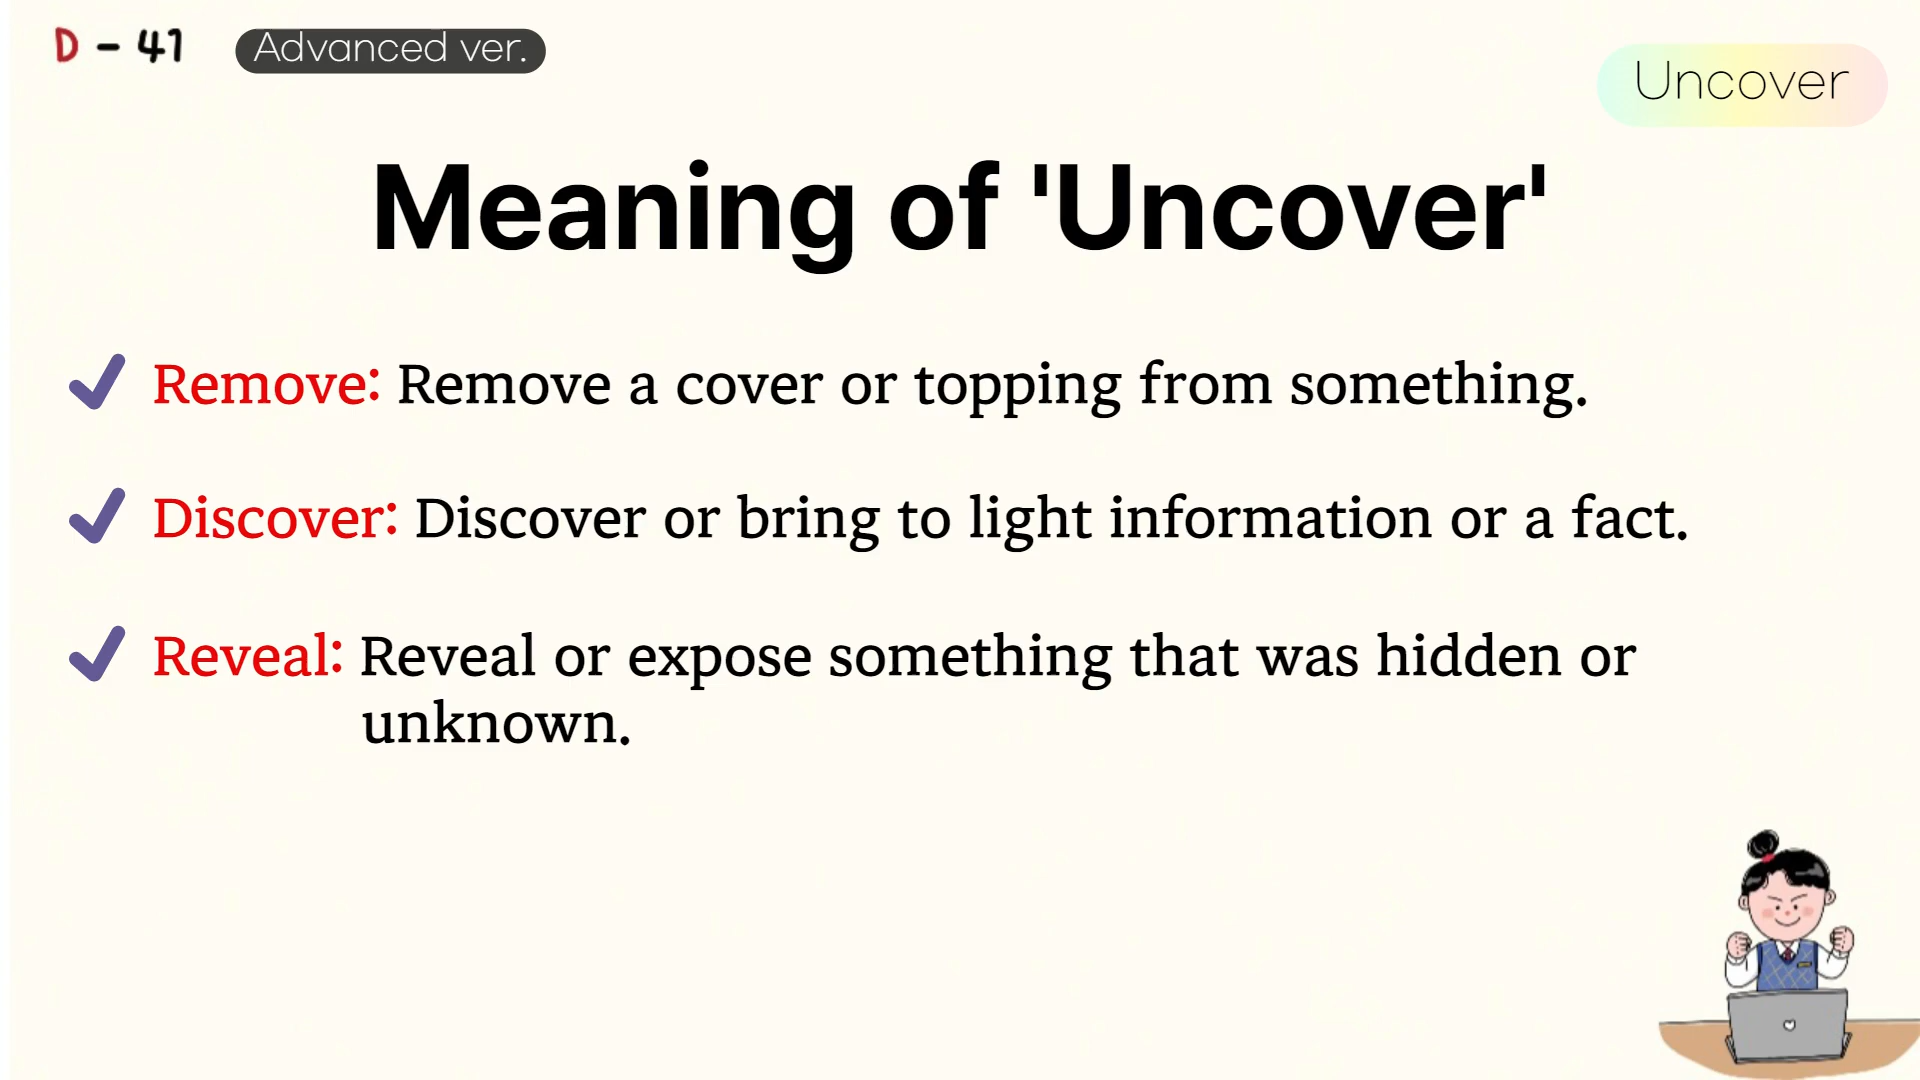 D - 41
Advanced ver.
Uncover
Meaning of 'Uncover'
Remove: Remove a cover or topping from something.
Discover: Discover or bring to light information or a fact.
Reveal: Reveal or expose something that was hidden or
unknown.